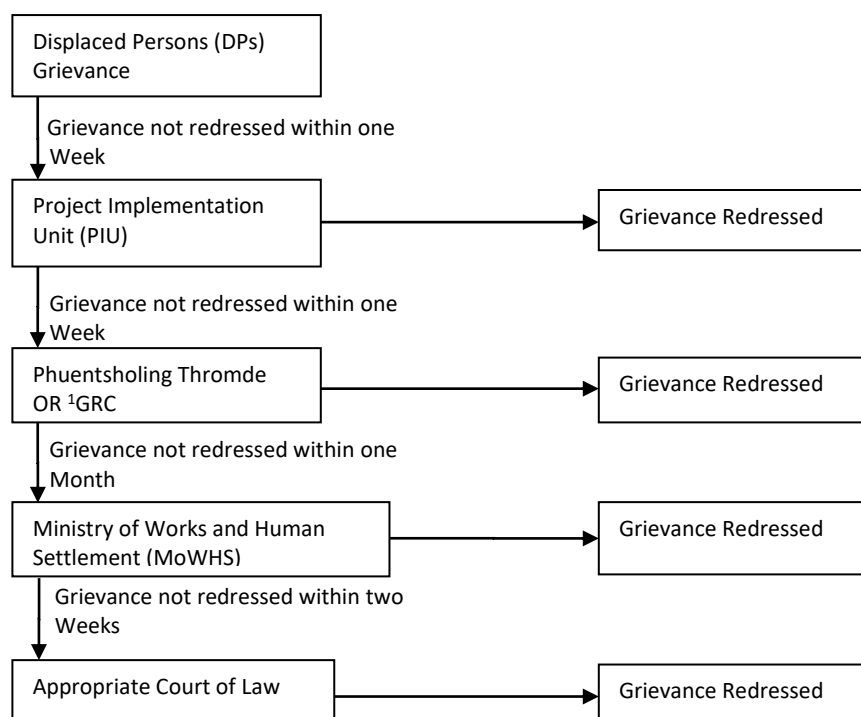 Displaced Persons (DPs)
Grievance
Grievance not redressed within one
Week
Project Implementation
Unit (PIU)
Grievance Redressed
Grievance not redressed within one
Week
Phuentsholing Thromde
OR ¹GRC
Grievance Redressed
Grievance not redressed within one
Month
Ministry of Works and Human
Settlement (MoWHS)
Grievance Redressed
Grievance not redressed within two
Weeks
Appropriate Court of Law
Grievance Redressed